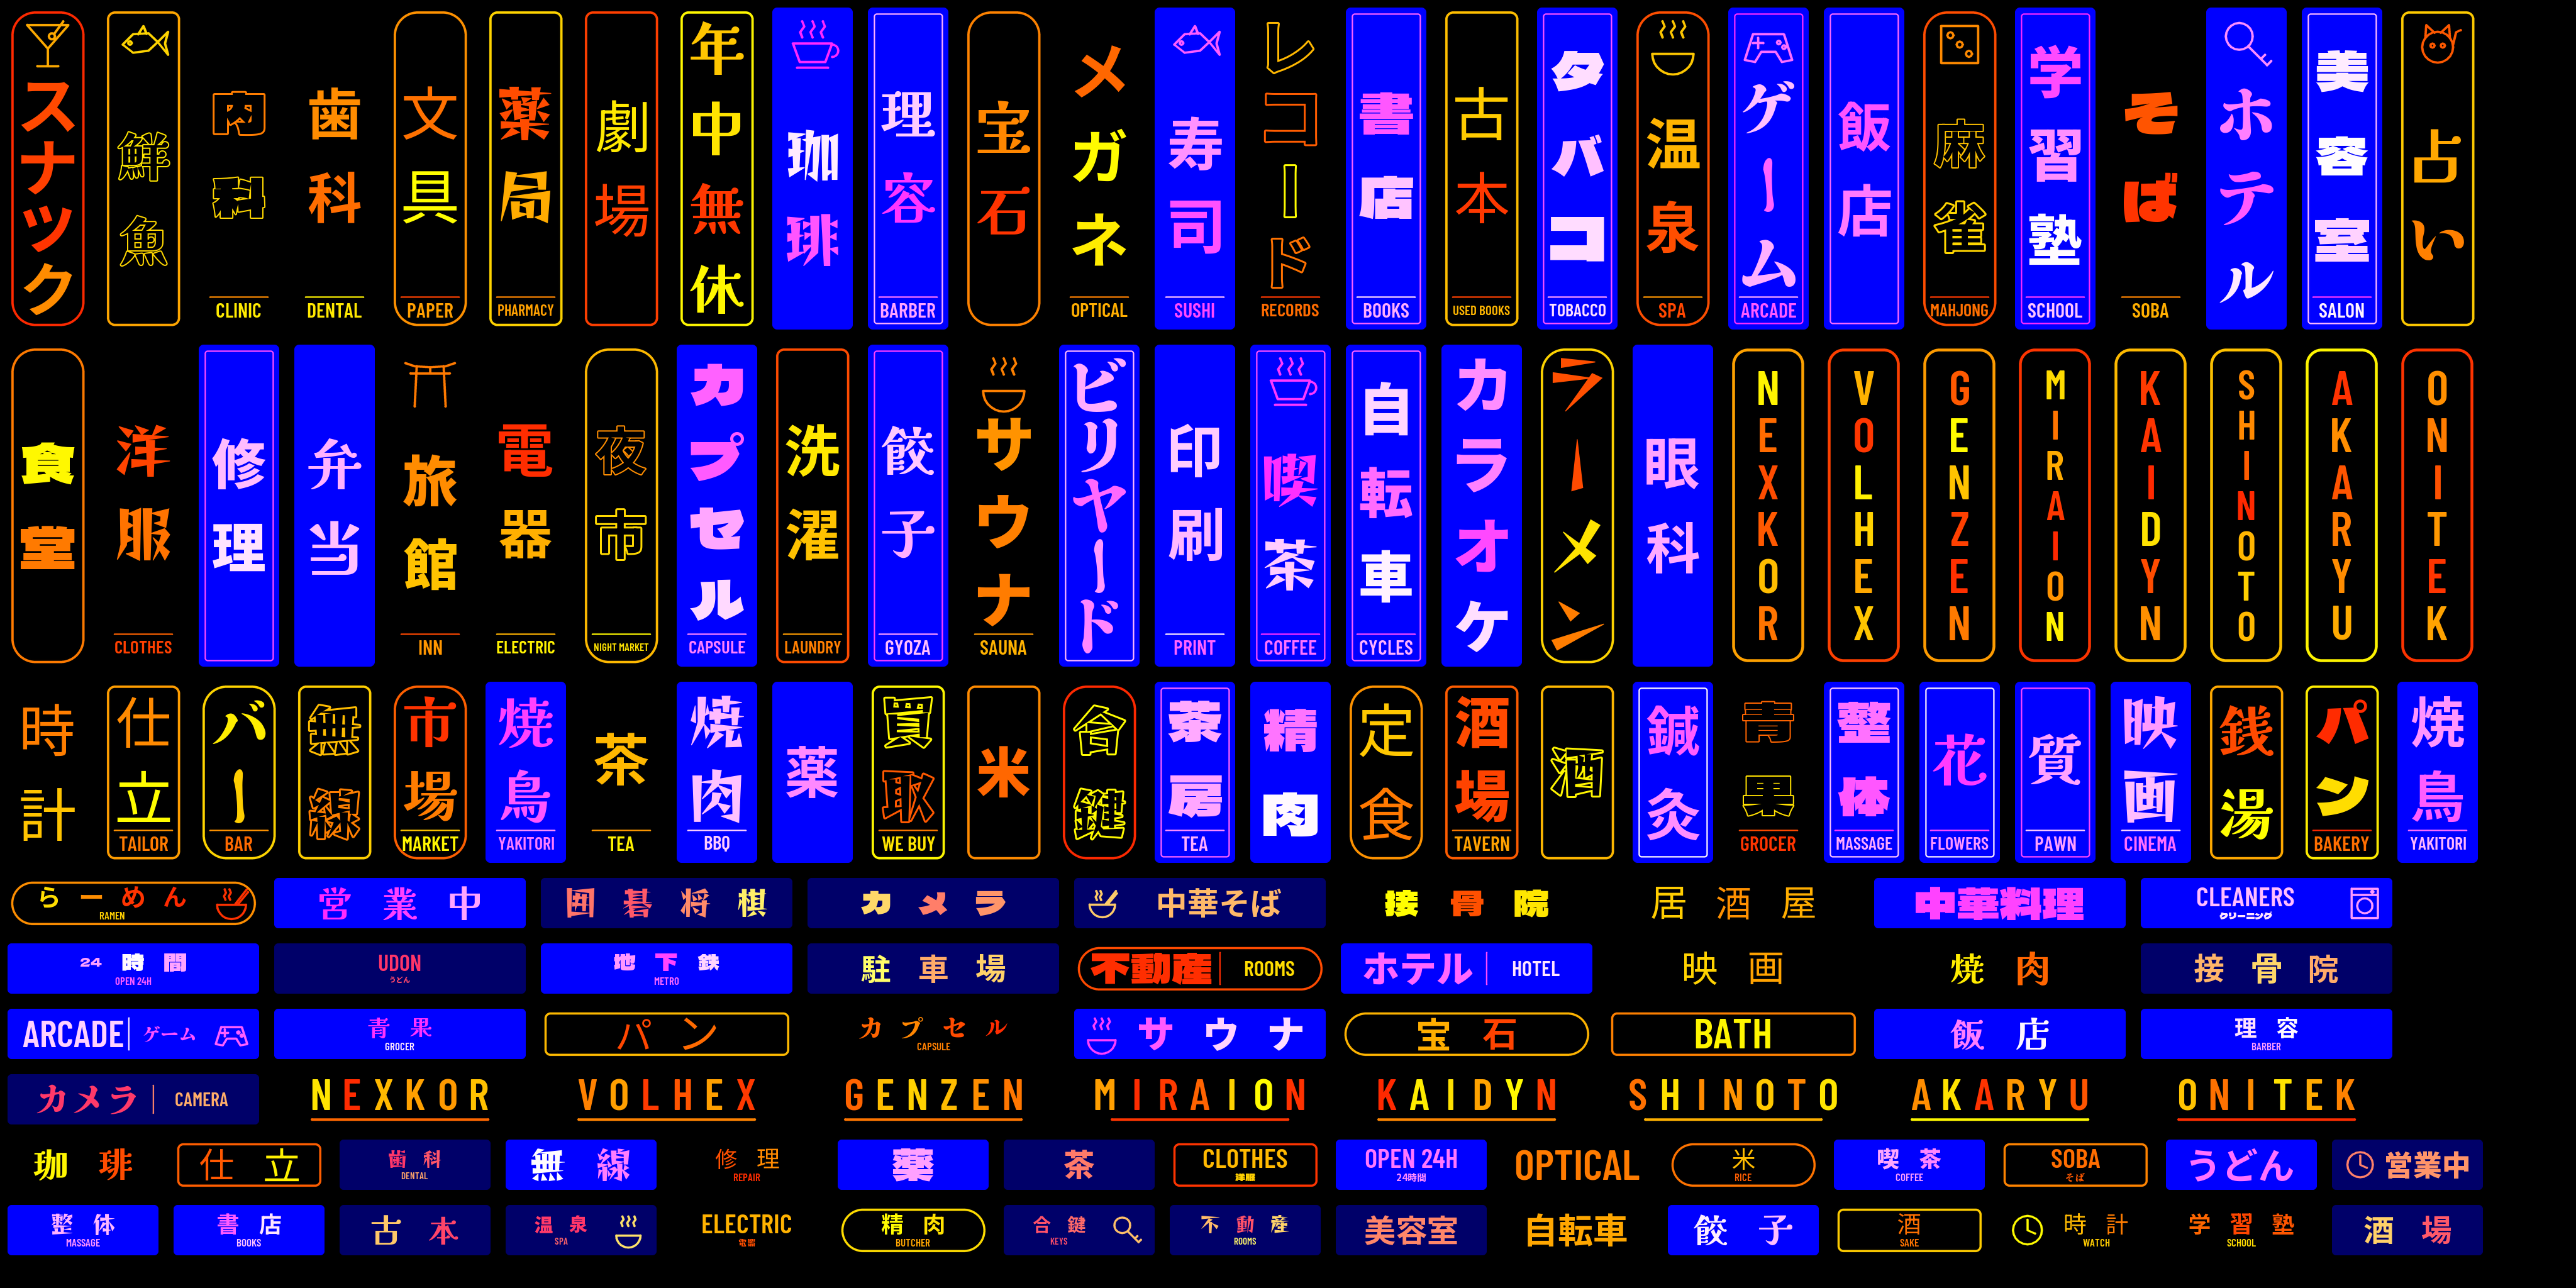 スナック
鮮魚
内科
CLINIC
歯科
DENTAL
文具
PAPER
薬局
PHARMACY
劇場
年中無休
珈琲
理容
BARBER
宝石
メガネ
OPTICAL
寿司
SUSHI
レコード
RECORDS
書店
BOOKS
古本
USED BOOKS
タバコ
TOBACCO
温泉
SPA
ゲーム
ARCADE
飯店
麻雀
MAHJONG
学習塾
SCHOOL
そば
SOBA
ホテル
美容室
SALON
占い
食堂
洋服
CLOTHES
修理
弁当
旅館
INN
電器
ELECTRIC
夜市
NIGHT MARKET
カプセル
CAPSULE
洗濯
LAUNDRY
餃子
GYOZA
サウナ
SAUNA
ビリヤード
印刷
PRINT
喫茶
COFFEE
自転車
CYCLES
カラオケ
ラーメン
眼科
NEXKOR
VOLHEX
GENZEN
MIRAION
KAIDYN
SHINOTO
AKARYU
ONITEK
時計
仕立
TAILOR
バー
BAR
無線
市場
MARKET
焼鳥
YAKITORI
茶
TEA
焼肉
BBQ
薬
買取
WE BUY
米
合鍵
茶房
TEA
精肉
定食
酒場
TAVERN
酒
鍼灸
青果
GROCER
整体
MASSAGE
花
FLOWERS
質
PAWN
映画
CINEMA
銭湯
パン
BAKERY
焼鳥
YAKITORI
らーめん
RAMEN
営業中
囲碁将棋
カメラ
中華そば
接骨院
居酒屋
中華料理
CLEANERS
クリーニング
24時間
OPEN 24H
UDON
うどん
地下鉄
METRO
駐車場
不動産 ROOMS
ホテル HOTEL
映画
焼肉
接骨院
ARCADE ゲーム
青果
GROCER
パン
カプセル
CAPSULE
サウナ
宝石
BATH
飯店
理容
BARBER
カメラ CAMERA
NEXKOR
VOLHEX
GENZEN
MIRAION
KAIDYN
SHINOTO
AKARYU
ONITEK
珈琲
仕立
歯科
DENTAL
無線
修理
REPAIR
薬
茶
CLOTHES
洋服
OPEN 24H
24時間
OPTICAL
米
RICE
喫茶
COFFEE
SOBA
そば
うどん
営業中
整体
MASSAGE
書店
BOOKS
古本
温泉
SPA
ELECTRIC
電器
精肉
BUTCHER
合鍵
KEYS
不動産
ROOMS
美容室
自転車
餃子
酒
SAKE
時計
WATCH
学習塾
SCHOOL
酒場